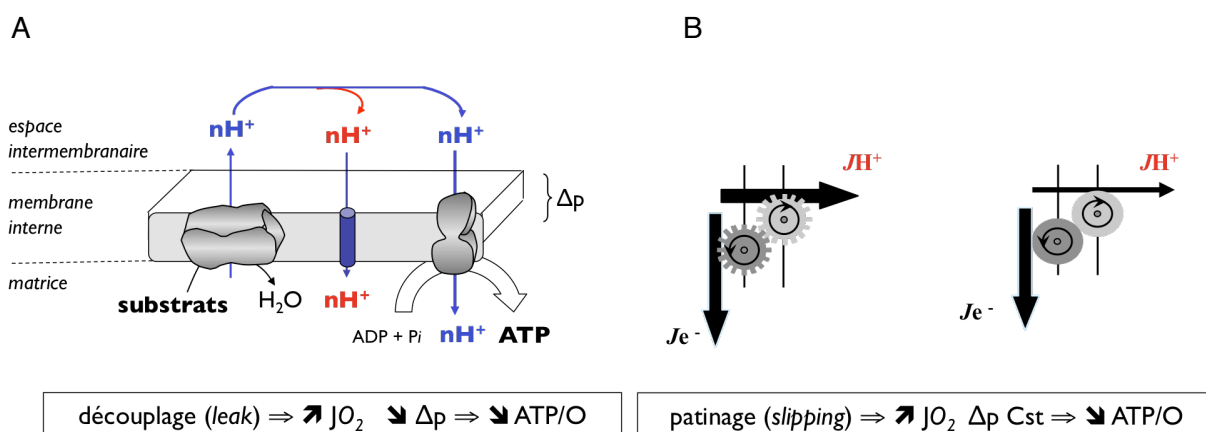 A
B
espace
intermembranaire
nH⁺
nH⁺
nH⁺
membrane
interne
Δp
matrice
substrats
H₂O
nH⁺
ADP + Pi
nH⁺
ATP
JH⁺
Je⁻
JH⁺
Je⁻
découplage (leak) ⇒ ⬈ JO₂ ⬊ Δp ⇒ ⬊ ATP/O
patinage (slipping) ⇒ ⬈ JO₂ Δp Cst ⇒ ⬊ ATP/O